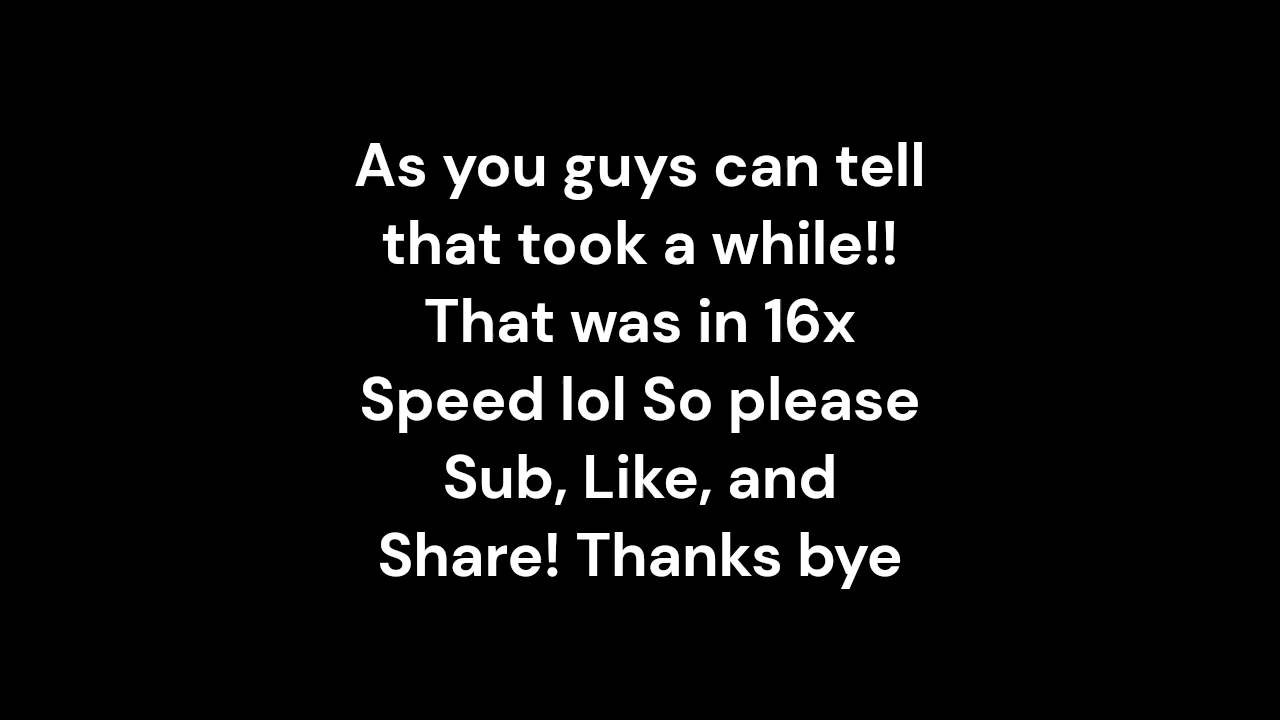 As you guys can tell
that took a while!!
That was in 16x
Speed lol So please
Sub, Like, and
Share! Thanks bye